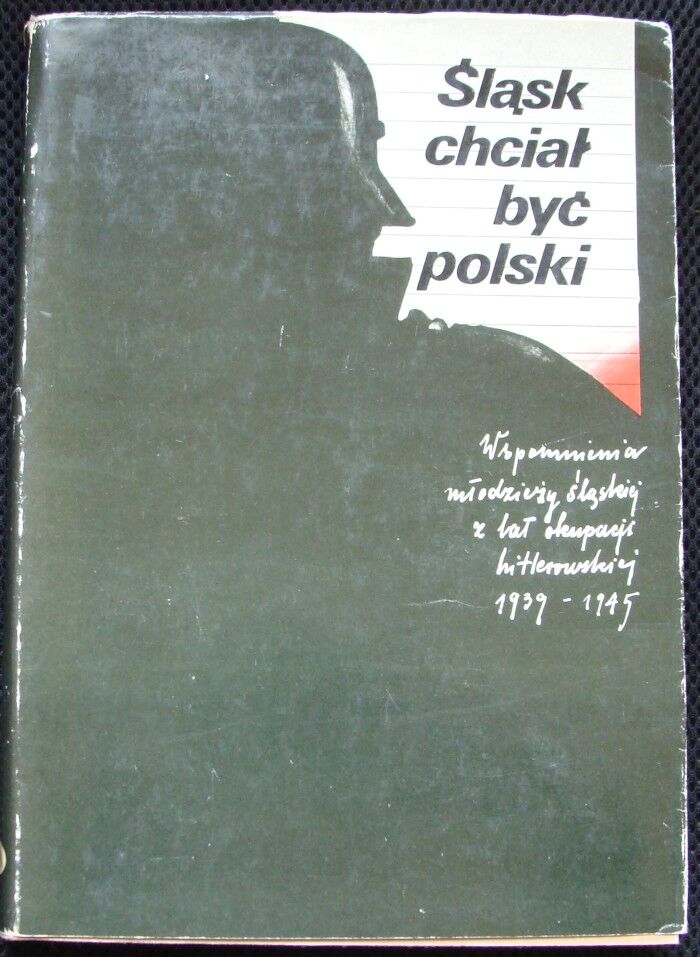 Śląsk
chciał
być
polski
Wspomnienia
młodzieży śląskiej
z lat okupacji
hitlerowskiej
1939 - 1945